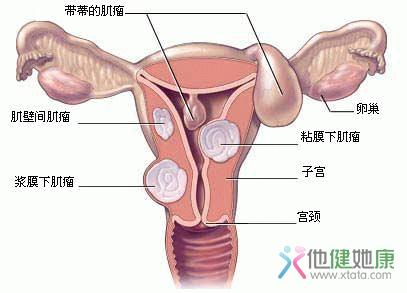 带蒂的肌瘤
肌壁间肌瘤
卵巢
粘膜下肌瘤
浆膜下肌瘤
子宫
宫颈
他健她康
www.xtata.com